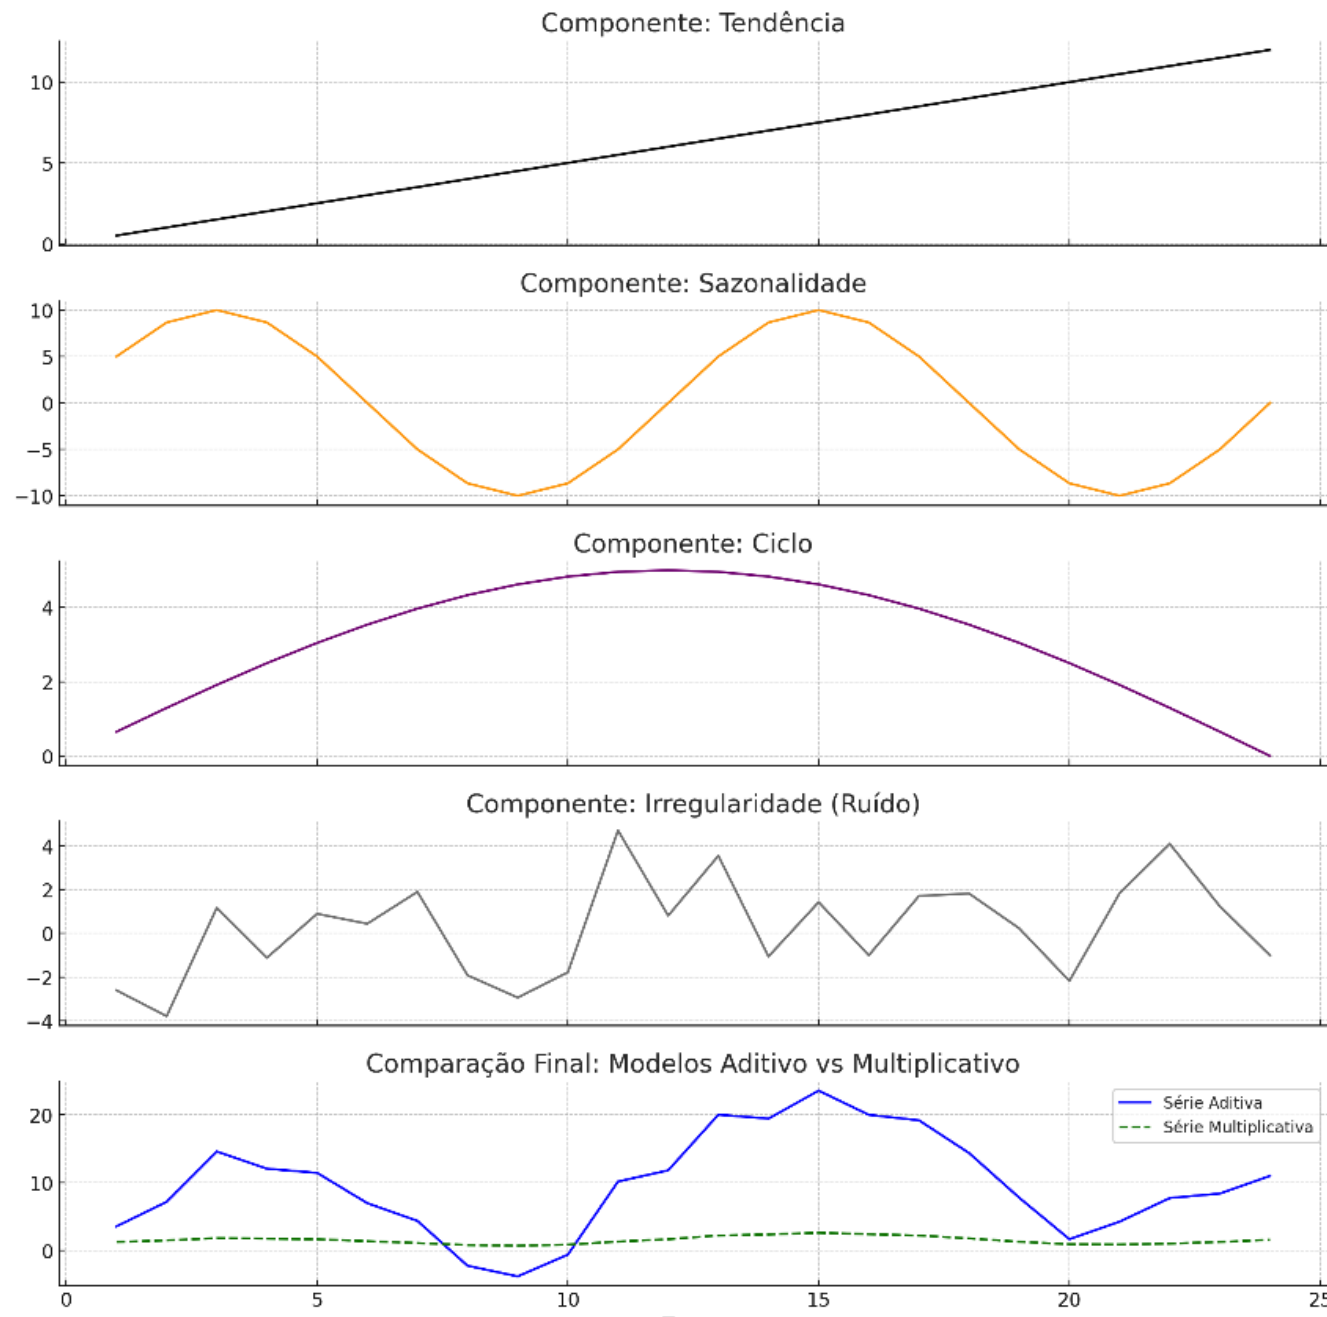 Componente: Tendência
10
5
0
Componente: Sazonalidade
10
5
0
−5
−10
Componente: Ciclo
4
2
0
Componente: Irregularidade (Ruído)
4
2
0
−2
−4
Comparação Final: Modelos Aditivo vs Multiplicativo
Série Aditiva
Série Multiplicativa
20
10
0
0 5 10 15 20 25